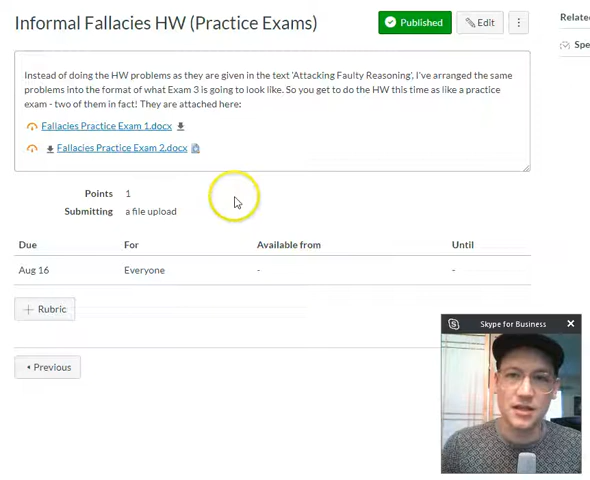 Informal Fallacies HW (Practice Exams)
Published
Edit
Related
Spe
Instead of doing the HW problems as they are given in the text 'Attacking Faulty Reasoning', I've arranged the same
problems into the format of what Exam 3 is going to look like. So you get to do the HW this time as like a practice
exam - two of them in fact! They are attached here:
Fallacies Practice Exam 1.docx
Fallacies Practice Exam 2.docx
Points 1
Submitting a file upload
Due For Available from Until
Aug 16 Everyone - -
+ Rubric
Previous
Skype for Business